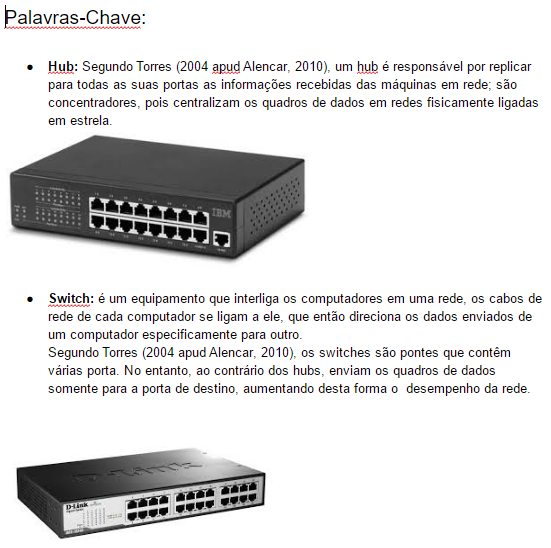 Palavras-Chave:
● Hub: Segundo Torres (2004 apud Alencar, 2010), um hub é responsável por replicar
para todas as suas portas as informações recebidas das máquinas em rede; são
concentradores, pois centralizam os quadros de dados em redes fisicamente ligadas
em estrela.
IBM
● Switch: é um equipamento que interliga os computadores em uma rede, os cabos de
rede de cada computador se ligam a ele, que então direciona os dados enviados de
um computador especificamente para outro.
Segundo Torres (2004 apud Alencar, 2010), os switches são pontes que contêm
várias porta. No entanto, ao contrário dos hubs, enviam os quadros de dados
somente para a porta de destino, aumentando desta forma o  desempenho da rede.
D-Link
D-Link